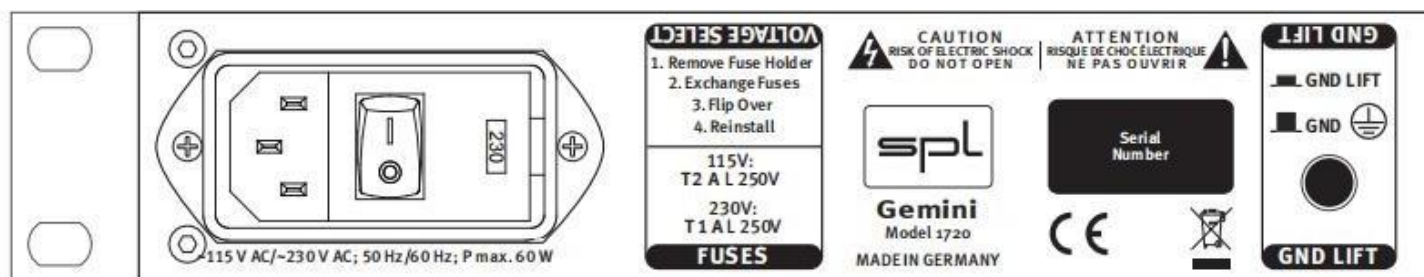 230
~115 V AC/~230 V AC; 50 Hz/60 Hz; P max. 60 W
VOLTAGE SELECT
1. Remove Fuse Holder
2. Exchange Fuses
3. Flip Over
4. Reinstall
115V:
T2 A L 250V
230V:
T1 A L 250V
FUSES
CAUTION
RISK OF ELECTRIC SHOCK
DO NOT OPEN
ATTENTION
RISQUE DE CHOC ÉLECTRIQUE
NE PAS OUVRIR
spl
Gemini
Model 1720
MADE IN GERMANY
Serial
Number
CE
GND LIFT
GND LIFT
GND
GND LIFT